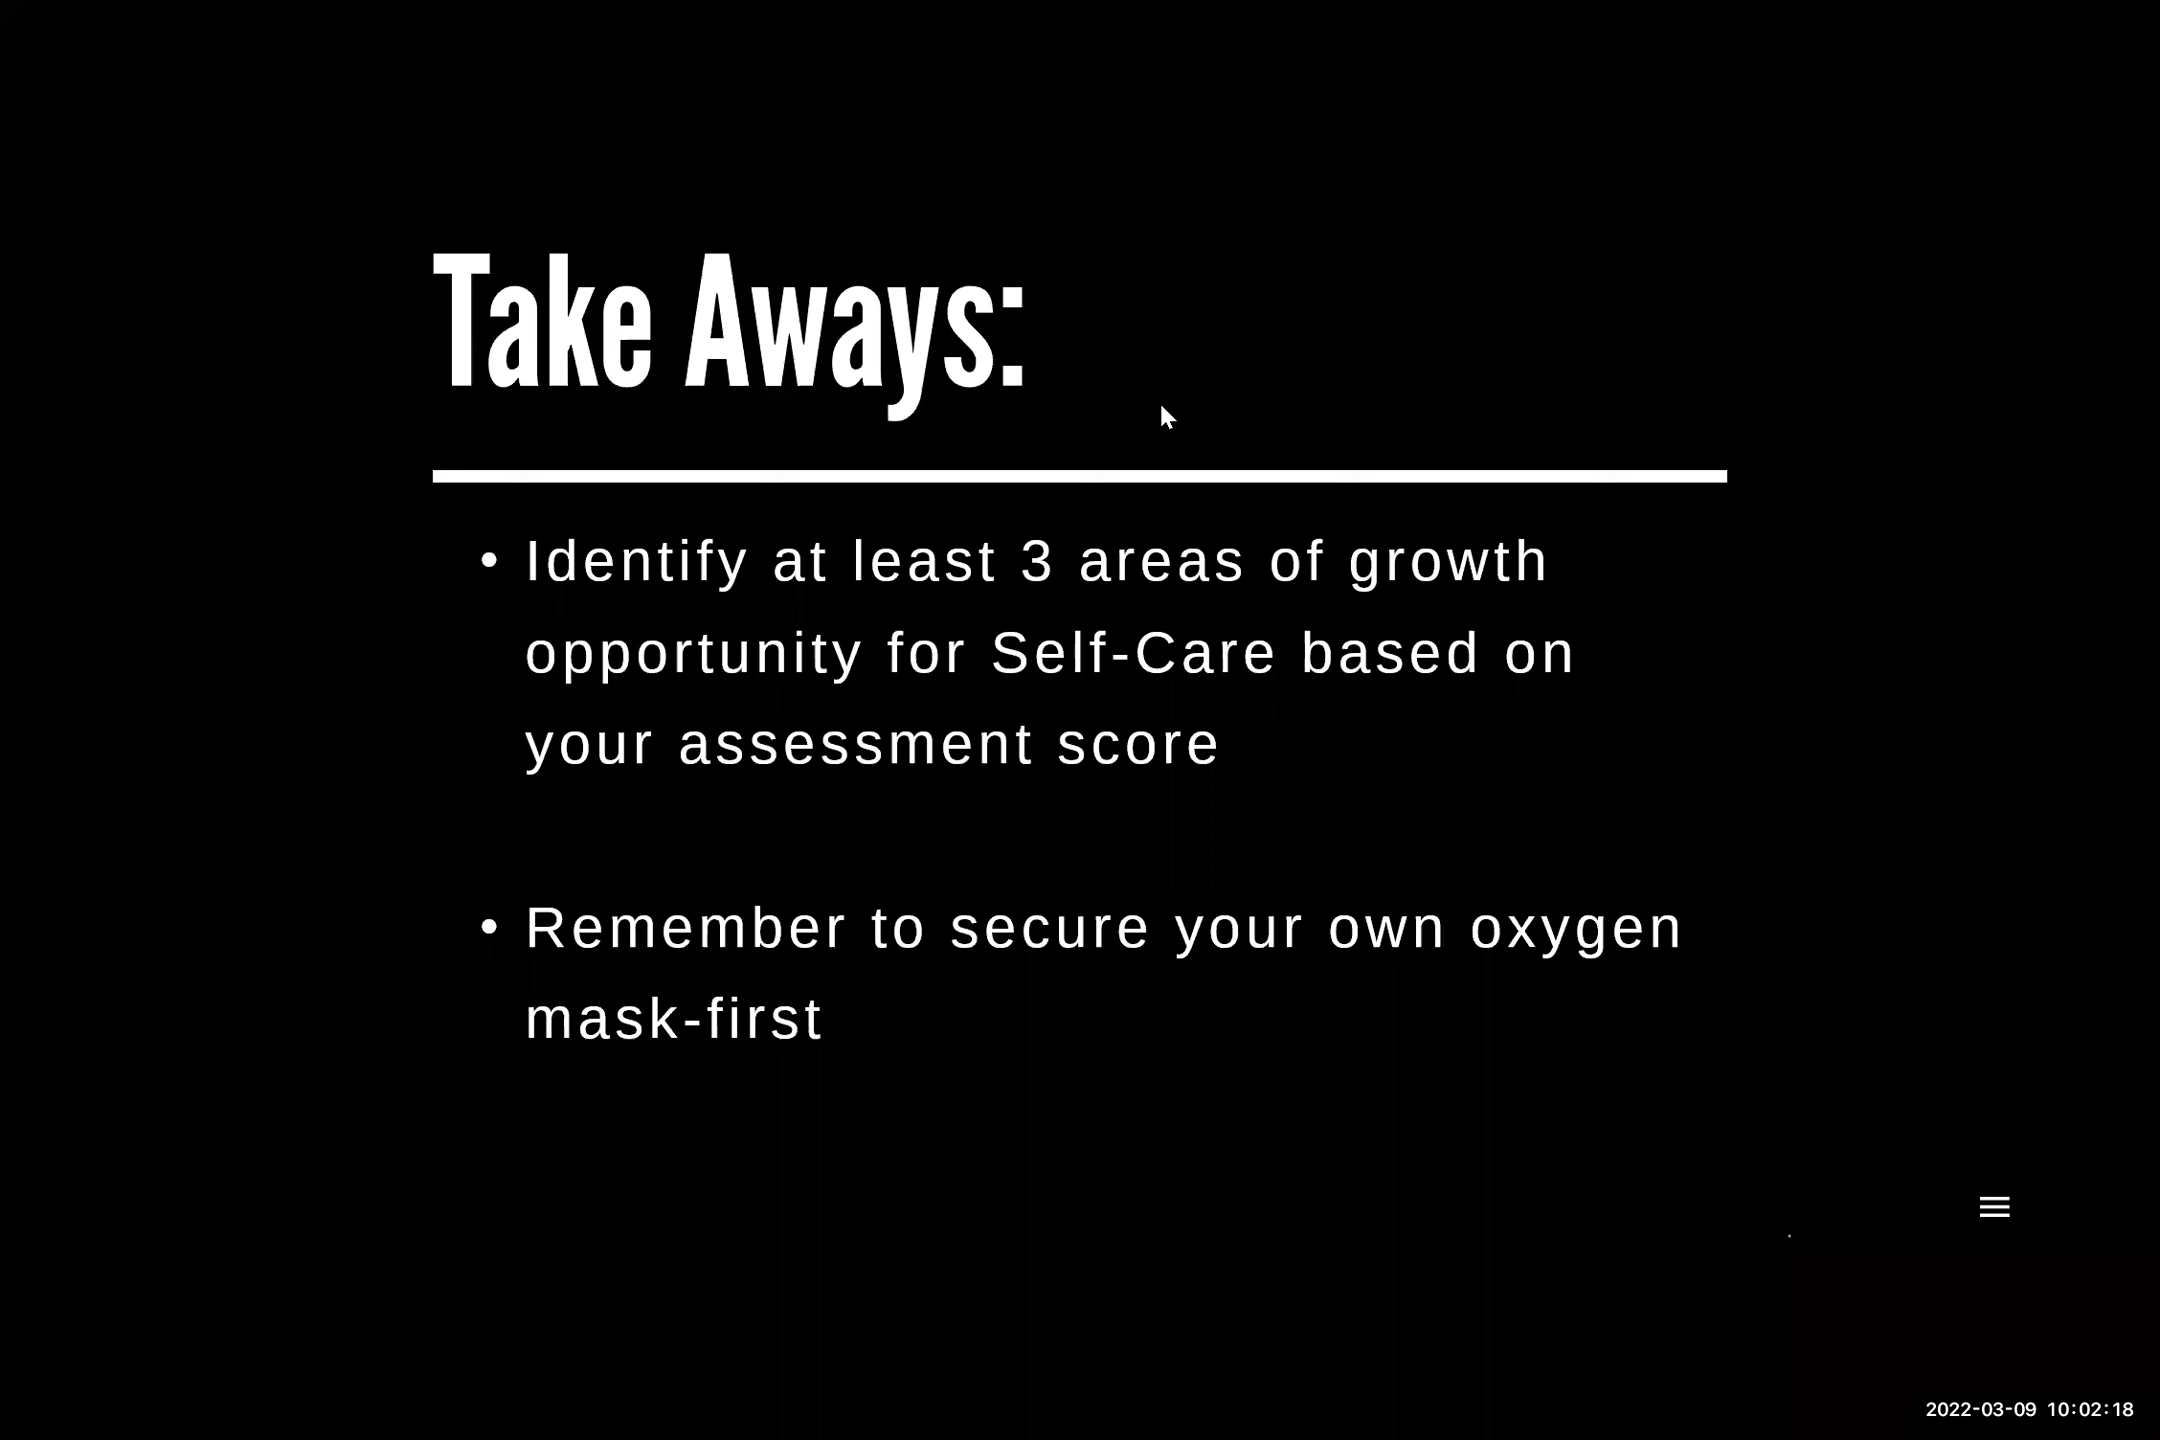 Take Aways:
• Identify at least 3 areas of growth
opportunity for Self-Care based on
your assessment score
• Remember to secure your own oxygen
mask-first
2022-03-09 10:02:18